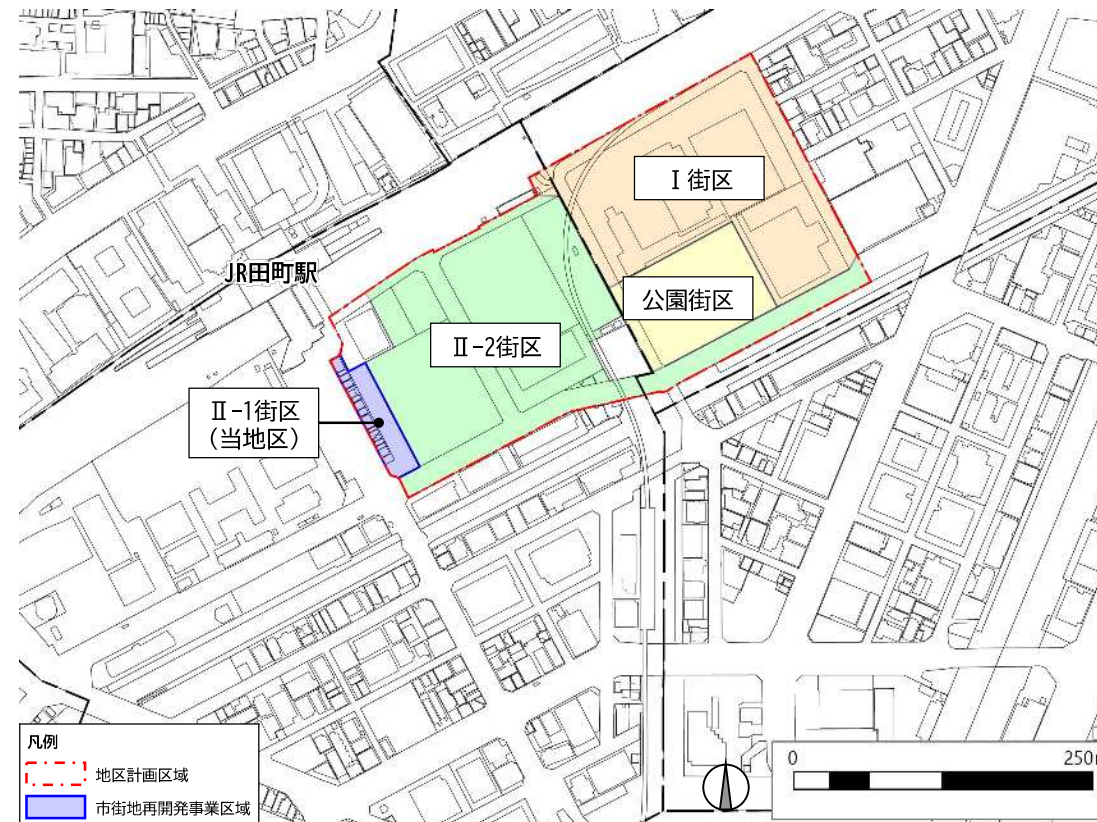 Ⅰ街区
JR田町駅
公園街区
Ⅱ-2街区
Ⅱ-1街区
（当地区）
凡例
地区計画区域
市街地再開発事業区域
0
250m